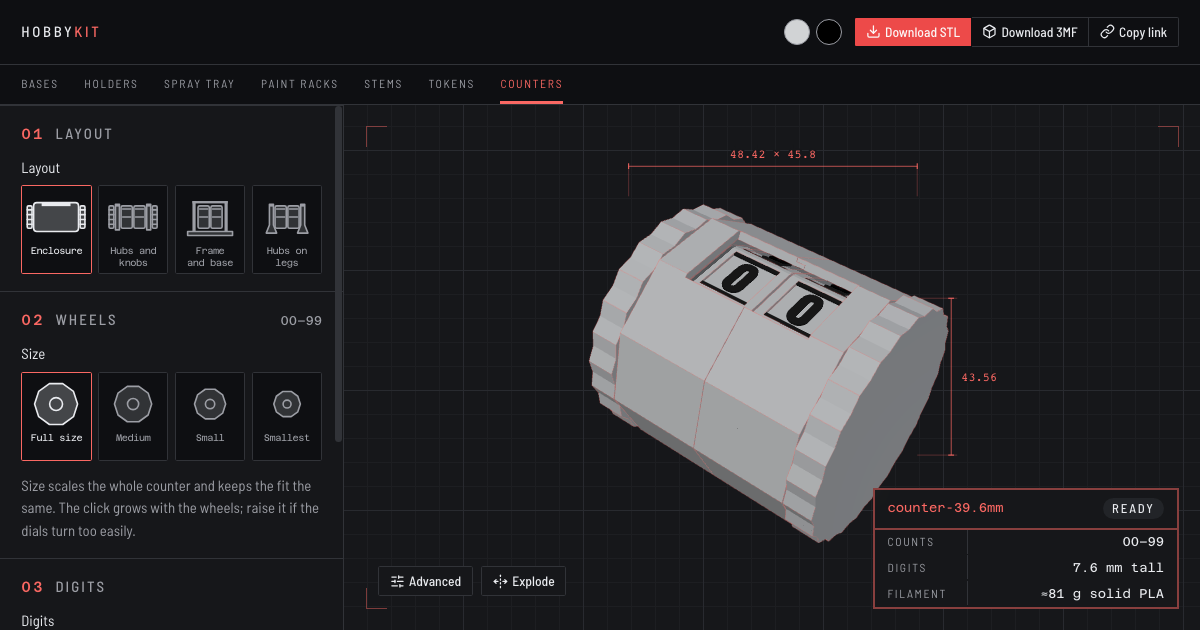 HOBBYKIT
Download STL
Download 3MF
Copy link
BASES
HOLDERS
SPRAY TRAY
PAINT RACKS
STEMS
TOKENS
COUNTERS
01 LAYOUT
Layout
Enclosure
Hubs and
knobs
Frame
and base
Hubs on
legs
02 WHEELS
00–99
Size
Full size
Medium
Small
Smallest
Size scales the whole counter and keeps the fit the
same. The click grows with the wheels; raise it if the
dials turn too easily.
03 DIGITS
Digits
48.42 × 45.8
0
0
43.56
Advanced
Explode
counter-39.6mm
READY
COUNTS
00–99
DIGITS
7.6 mm tall
FILAMENT
≈81 g solid PLA